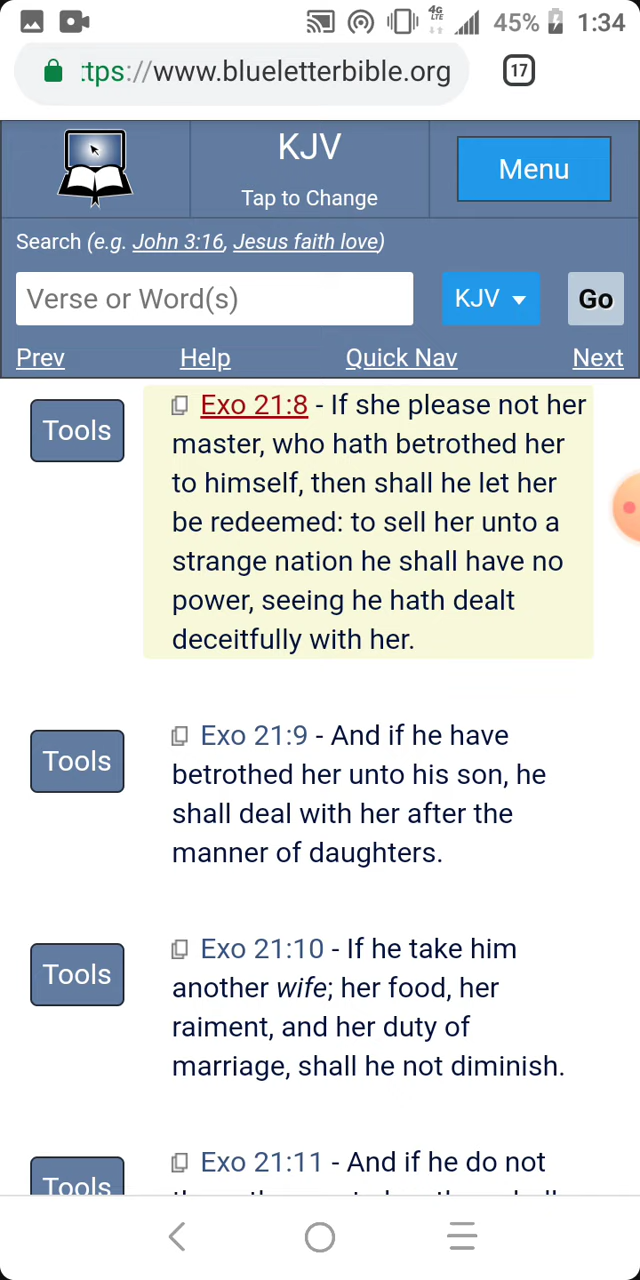 4G
LTE
45%
1:34
ttps://www.blueletterbible.org
17
KJV
Tap to Change
Menu
Search (e.g. John 3:16, Jesus faith love)
Verse or Word(s)
KJV
Go
Prev
Help
Quick Nav
Next
Tools
Exo 21:8 - If she please not her
master, who hath betrothed her
to himself, then shall he let her
be redeemed: to sell her unto a
strange nation he shall have no
power, seeing he hath dealt
deceitfully with her.
Tools
Exo 21:9 - And if he have
betrothed her unto his son, he
shall deal with her after the
manner of daughters.
Tools
Exo 21:10 - If he take him
another wife; her food, her
raiment, and her duty of
marriage, shall he not diminish.
Tools
Exo 21:11 - And if he do not